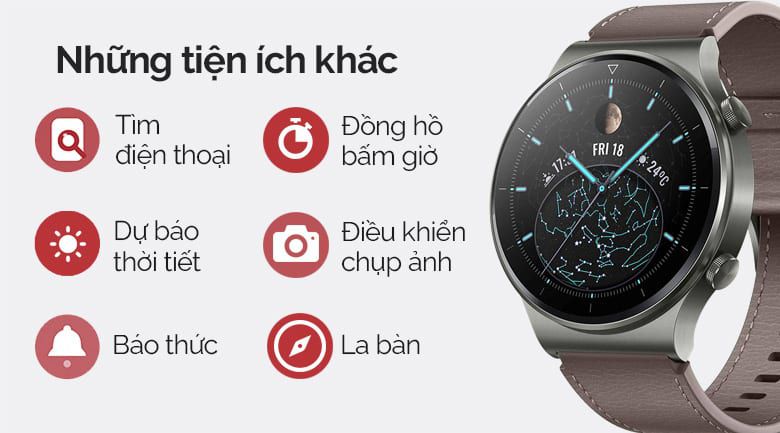 Những tiện ích khác
Tìm
điện thoại
Đồng hồ
bấm giờ
Dự báo
thời tiết
Điều khiển
chụp ảnh
Báo thức
La bàn
FRI 18
24°C